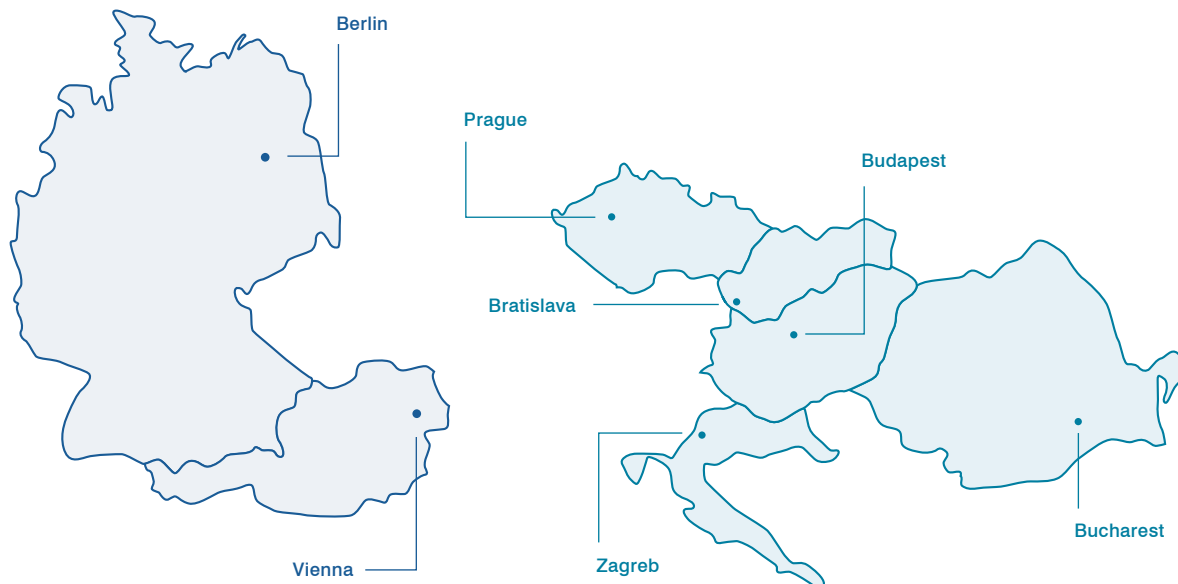 Berlin
Prague
Budapest
Bratislava
Bucharest
Zagreb
Vienna